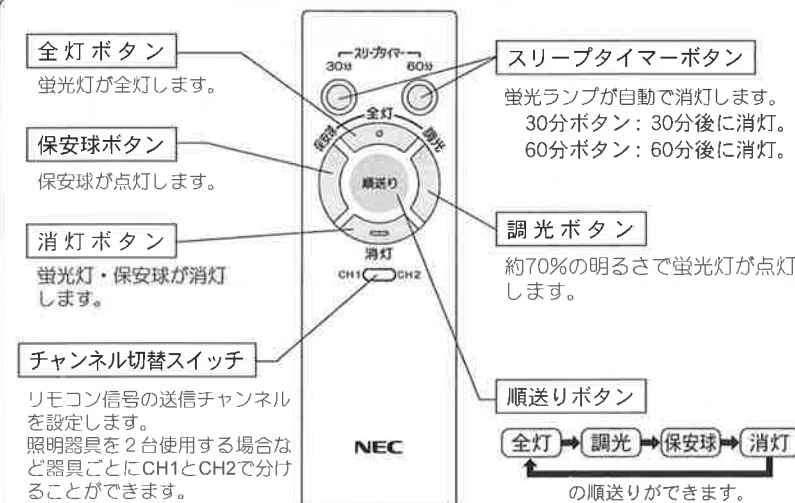 全灯ボタン
蛍光灯が全灯します。
保安球ボタン
保安球が点灯します。
消灯ボタン
蛍光灯・保安球が消灯
します。
チャンネル切替スイッチ
リモコン信号の送信チャンネル
を設定します。
照明器具を2台使用する場合な
ど器具ごとにCH1とCH2で分け
ることができます。
スリープタイマー
30分 60分
全灯
保安球
調光
順送り
消灯
CH1 CH2
NEC
スリープタイマーボタン
蛍光ランプが自動で消灯します。
30分ボタン：30分後に消灯。
60分ボタン：60分後に消灯。
調光ボタン
約70%の明るさで蛍光灯が点灯
します。
順送りボタン
全灯➡調光➡保安球➡消灯
の順送りができます。